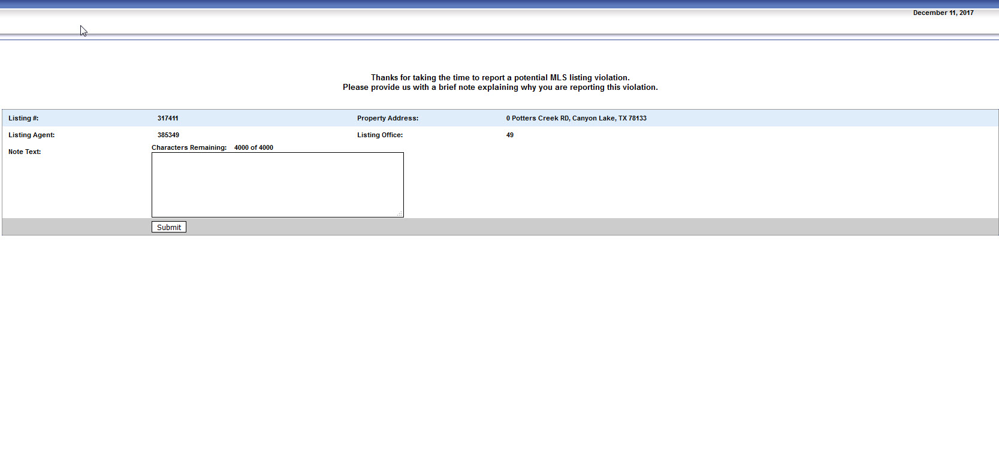 December 11, 2017
Thanks for taking the time to report a potential MLS listing violation.
Please provide us with a brief note explaining why you are reporting this violation.
Listing #: 317411 Property Address: 0 Potters Creek RD, Canyon Lake, TX 78133
Listing Agent: 385349 Listing Office: 49
Characters Remaining: 4000 of 4000
Note Text:
Submit